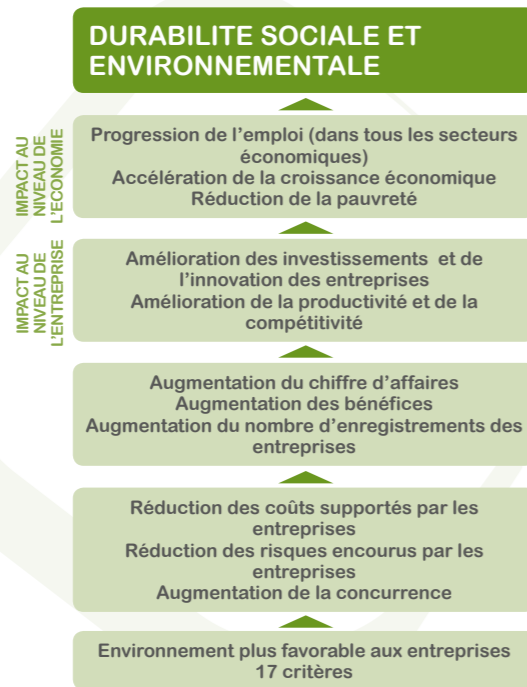 DURABILITE SOCIALE ET
ENVIRONNEMENTALE
IMPACT AU
NIVEAU DE
L'ECONOMIE
Progression de l'emploi (dans tous les secteurs
économiques)
Accélération de la croissance économique
Réduction de la pauvreté
IMPACT AU
NIVEAU DE
L'ENTREPRISE
Amélioration des investissements et de
l'innovation des entreprises
Amélioration de la productivité et de la
compétitivité
Augmentation du chiffre d'affaires
Augmentation des bénéfices
Augmentation du nombre d'enregistrements des
entreprises
Réduction des coûts supportés par les
entreprises
Réduction des risques encourus par les
entreprises
Augmentation de la concurrence
Environnement plus favorable aux entreprises
17 critères